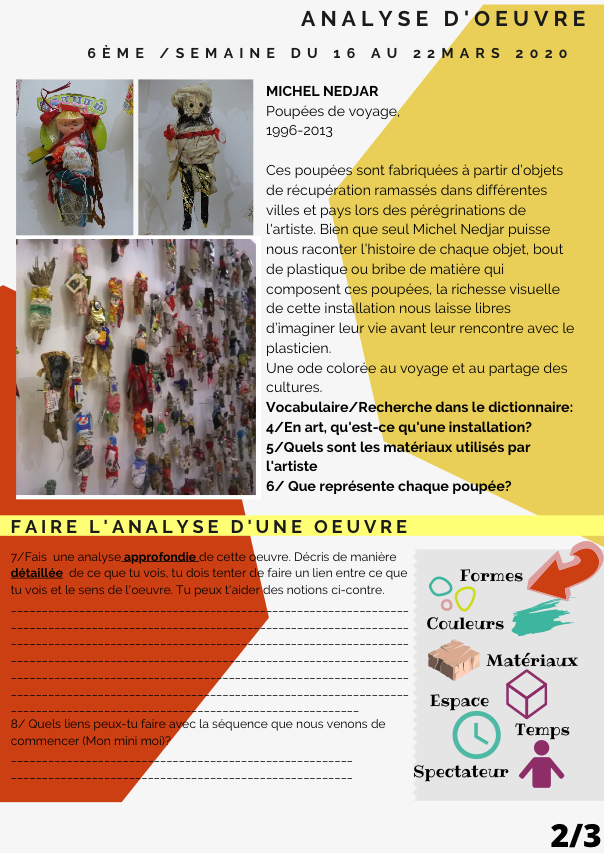 ANALYSE D'OEUVRE
6ÈME /SEMAINE DU 16 AU 22MARS 2020
MICHEL NEDJAR
Poupées de voyage,
1996-2013
Ces poupées sont fabriquées à partir d'objets
de récupération ramassés dans différentes
villes et pays lors des pérégrinations de
l'artiste. Bien que seul Michel Nedjar puisse
nous raconter l'histoire de chaque objet, bout
de plastique ou bribe de matière qui
composent ces poupées, la richesse visuelle
de cette installation nous laisse libres
d'imaginer leur vie avant leur rencontre avec le
plasticien.
Une ode colorée au voyage et au partage des
cultures.
Vocabulaire/Recherche dans le dictionnaire:
4/En art, qu'est-ce qu'une installation?
5/Quels sont les matériaux utilisés par
l'artiste
6/ Que représente chaque poupée?
FAIRE L'ANALYSE D'UNE OEUVRE
7/Fais une analyse approfondie de cette oeuvre. Décris de manière
détaillée de ce que tu vois, tu dois tenter de faire un lien entre ce que
tu vois et le sens de l'oeuvre. Tu peux t'aider des notions ci-contre.
8/ Quels liens peux-tu faire avec la séquence que nous venons de
commencer (Mon mini moi)?
Formes
Couleurs
Matériaux
Espace
Temps
Spectateur
2/3